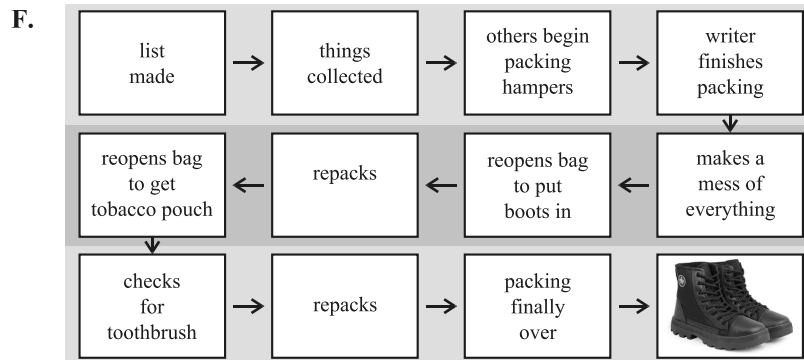 F.
list
made
things
collected
others begin
packing
hampers
writer
finishes
packing
makes a
mess of
everything
reopens bag
to put
boots in
repacks
reopens bag
to get
tobacco pouch
checks
for
toothbrush
repacks
packing
finally
over